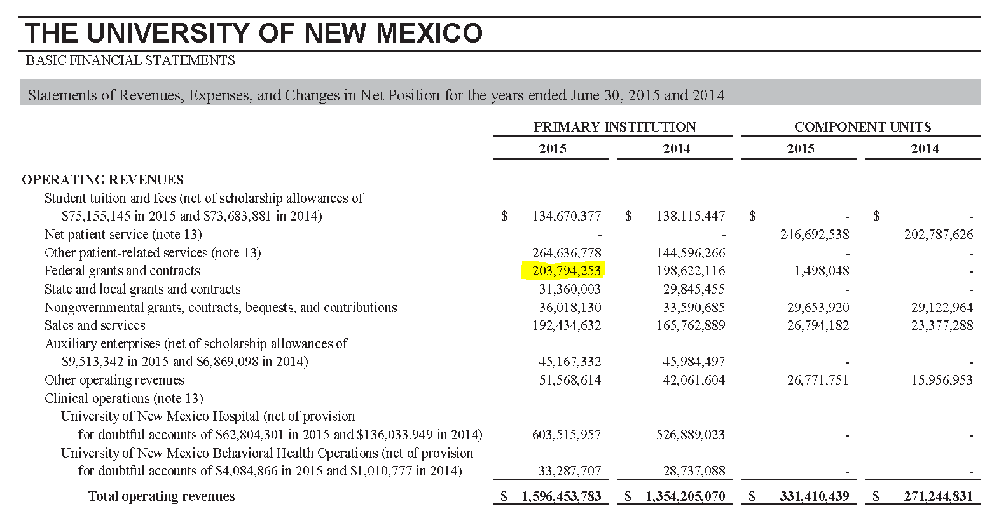 THE UNIVERSITY OF NEW MEXICO
BASIC FINANCIAL STATEMENTS
Statements of Revenues, Expenses, and Changes in Net Position for the years ended June 30, 2015 and 2014
PRIMARY INSTITUTION COMPONENT UNITS
2015 2014 2015 2014
OPERATING REVENUES
Student tuition and fees (net of scholarship allowances of
$75,155,145 in 2015 and $73,683,881 in 2014) $ 134,670,377 $ 138,115,447 $ - $ -
Net patient service (note 13) - - 246,692,538 202,787,626
Other patient-related services (note 13) 264,636,778 144,596,266 - -
Federal grants and contracts 203,794,253 198,622,116 1,498,048 -
State and local grants and contracts 31,360,003 29,845,455 - -
Nongovernmental grants, contracts, bequests, and contributions 36,018,130 33,590,685 29,653,920 29,122,964
Sales and services 192,434,632 165,762,889 26,794,182 23,377,288
Auxiliary enterprises (net of scholarship allowances of
$9,513,342 in 2015 and $6,869,098 in 2014) 45,167,332 45,984,497 - -
Other operating revenues 51,568,614 42,061,604 26,771,751 15,956,953
Clinical operations (note 13)
University of New Mexico Hospital (net of provision
for doubtful accounts of $62,804,301 in 2015 and $136,033,949 in 2014) 603,515,957 526,889,023 - -
University of New Mexico Behavioral Health Operations (net of provision
for doubtful accounts of $4,084,866 in 2015 and $1,010,777 in 2014) 33,287,707 28,737,088 - -
Total operating revenues $ 1,596,453,783 $ 1,354,205,070 $ 331,410,439 $ 271,244,831